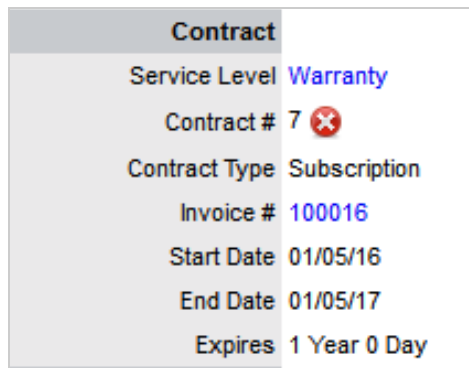 Contract
Service Level Warranty
Contract # 7
Contract Type Subscription
Invoice # 100016
Start Date 01/05/16
End Date 01/05/17
Expires 1 Year 0 Day